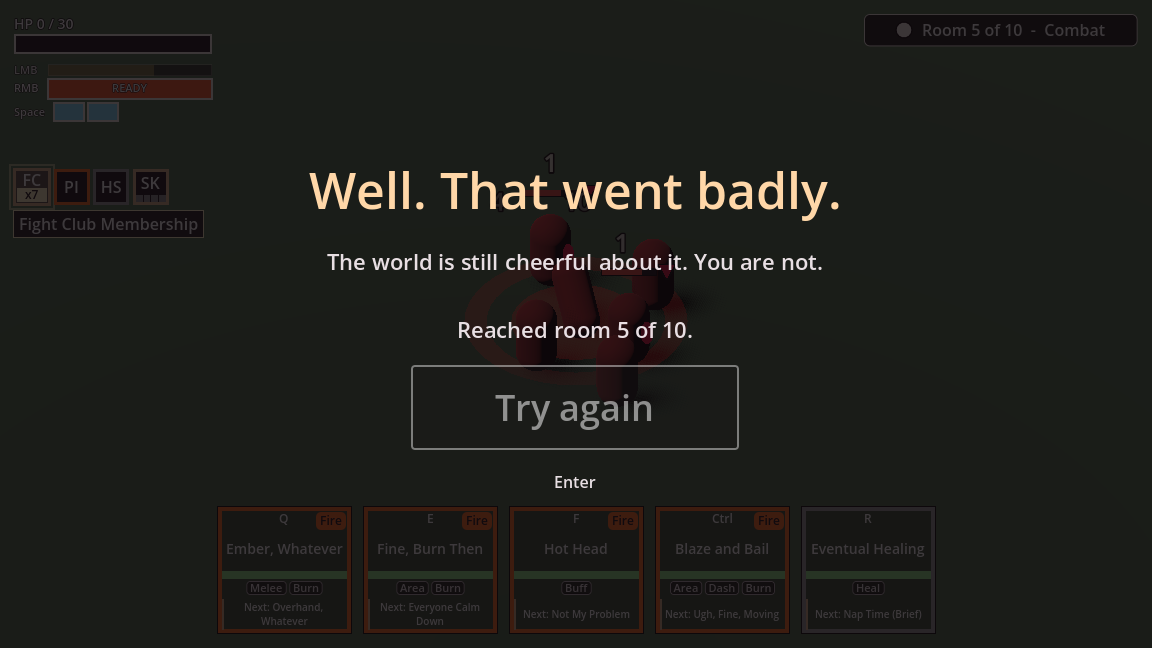 HP 0 / 30
Room 5 of 10 - Combat
LMB
RMB READY
Space
FC x7 PI HS SK
Fight Club Membership
1
1
Well. That went badly.
The world is still cheerful about it. You are not.
Reached room 5 of 10.
Try again
Enter
Q Fire
Ember, Whatever
Melee Burn
Next: Overhand,
Whatever
E Fire
Fine, Burn Then
Area Burn
Next: Everyone Calm
Down
F Fire
Hot Head
Buff
Next: Not My Problem
Ctrl Fire
Blaze and Bail
Area Dash Burn
Next: Ugh, Fine, Moving
R
Eventual Healing
Heal
Next: Nap Time (Brief)